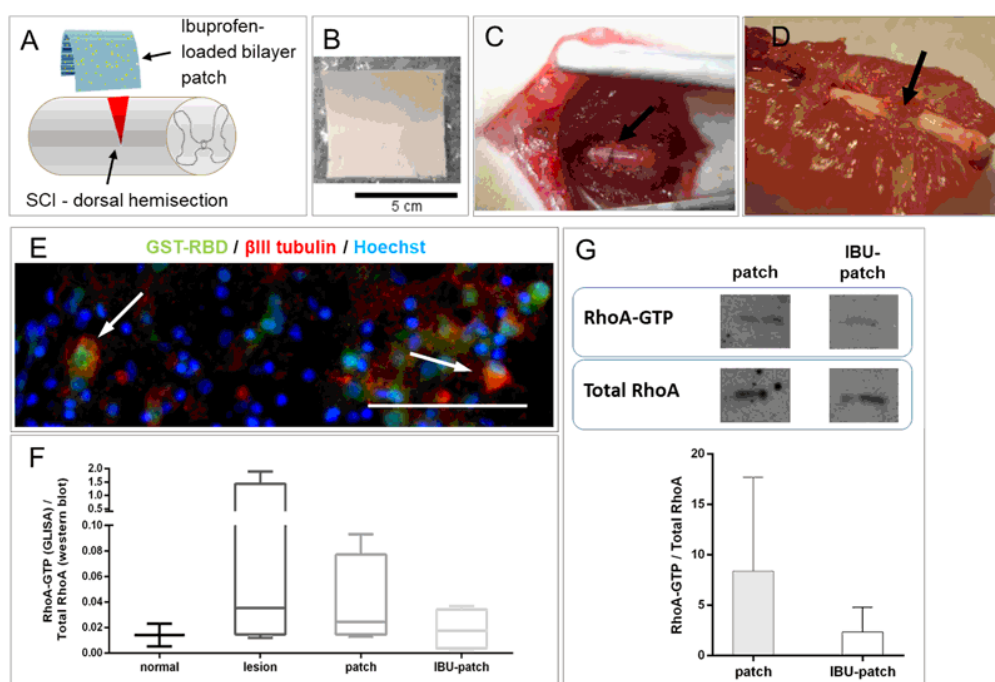 A
Ibuprofen-
loaded bilayer
patch
SCI - dorsal hemisection
B
5 cm
C
D
E
GST-RBD / βIII tubulin / Hoechst
F
RhoA-GTP (GLISA) /
Total RhoA (western blot)
2.0
1.5
1.0
0.5
0.10
0.08
0.06
0.04
0.02
0.00
normal lesion patch IBU-patch
G
patch IBU-
patch
RhoA-GTP
Total RhoA
RhoA-GTP / Total RhoA
20
15
10
5
0
patch IBU-patch